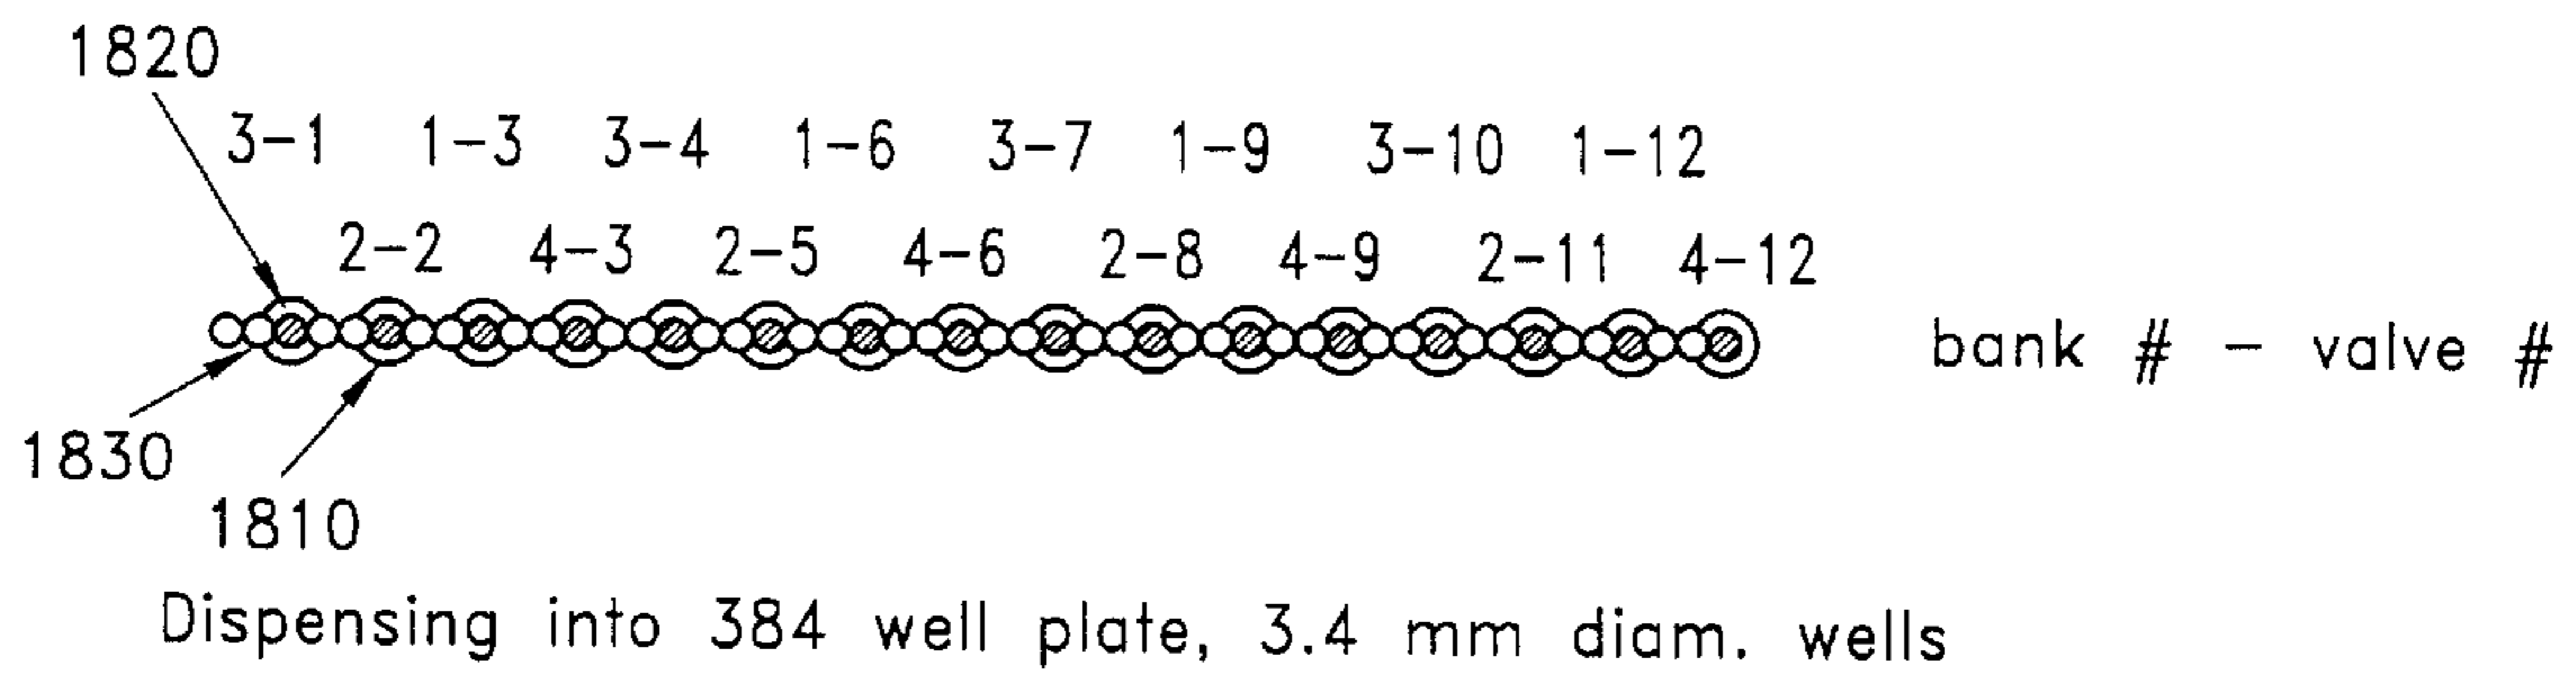 1820
3-1 1-3 3-4 1-6 3-7 1-9 3-10 1-12
2-2 4-3 2-5 4-6 2-8 4-9 2-11 4-12
bank # - valve #
1830
1810
Dispensing into 384 well plate, 3.4 mm diam. wells